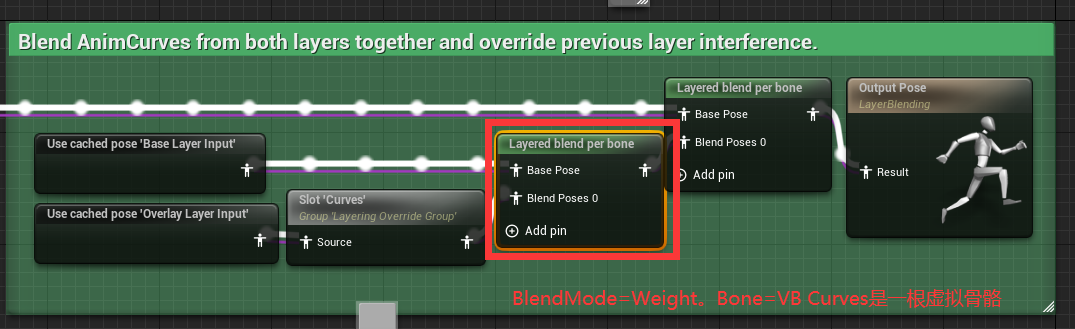 Blend AnimCurves from both layers together and override previous layer interference.
Layered blend per bone
Base Pose
Blend Poses 0
Add pin
Output Pose
LayerBlending
Result
Use cached pose 'Base Layer Input'
Layered blend per bone
Base Pose
Blend Poses 0
Add pin
Use cached pose 'Overlay Layer Input'
Slot 'Curves'
Group 'Layering Override Group'
Source
BlendMode=Weight。Bone=VB Curves是一根虚拟骨骼